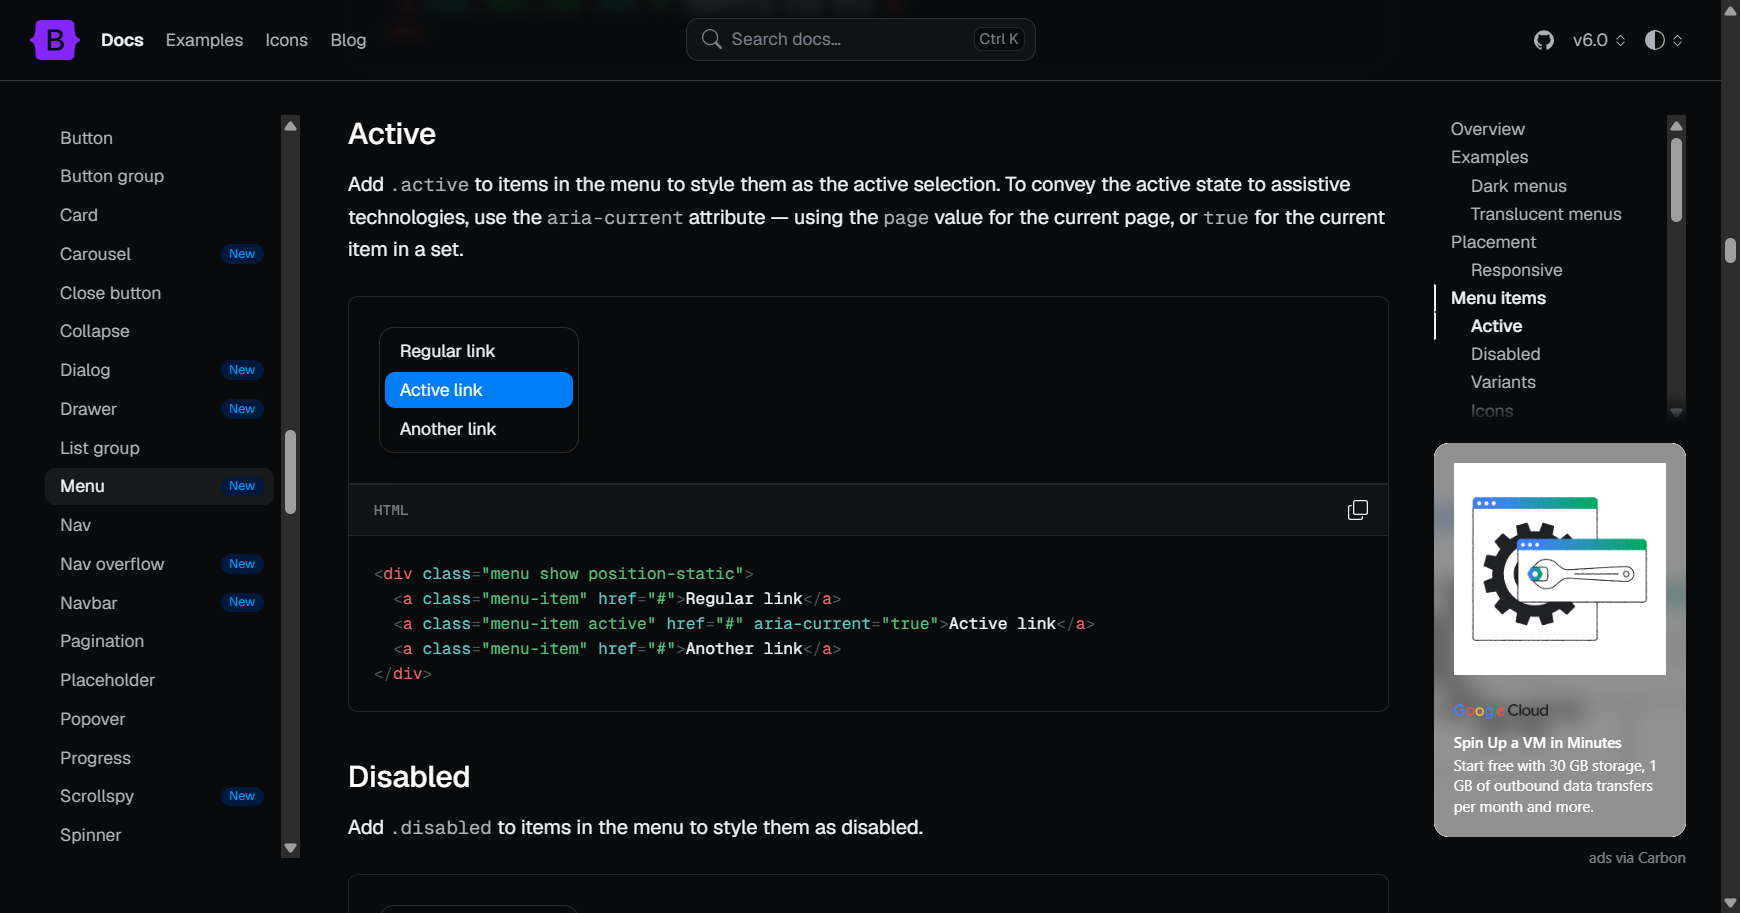 B
Docs
Examples
Icons
Blog
Search docs...
Ctrl K
v6.0
Button
Button group
Card
Carousel New
Close button
Collapse
Dialog New
Drawer New
List group
Menu New
Nav
Nav overflow New
Navbar New
Pagination
Placeholder
Popover
Progress
Scrollspy New
Spinner
Active
Add .active to items in the menu to style them as the active selection. To convey the active state to assistive
technologies, use the aria-current attribute — using the page value for the current page, or true for the current
item in a set.
Regular link
Active link
Another link
HTML
<div class="menu show position-static">
  <a class="menu-item" href="#">Regular link</a>
  <a class="menu-item active" href="#" aria-current="true">Active link</a>
  <a class="menu-item" href="#">Another link</a>
</div>
Disabled
Add .disabled to items in the menu to style them as disabled.
Overview
Examples
Dark menus
Translucent menus
Placement
Responsive
Menu items
Active
Disabled
Variants
Icons
Google Cloud
Spin Up a VM in Minutes
Start free with 30 GB storage, 1
GB of outbound data transfers
per month and more.
ads via Carbon